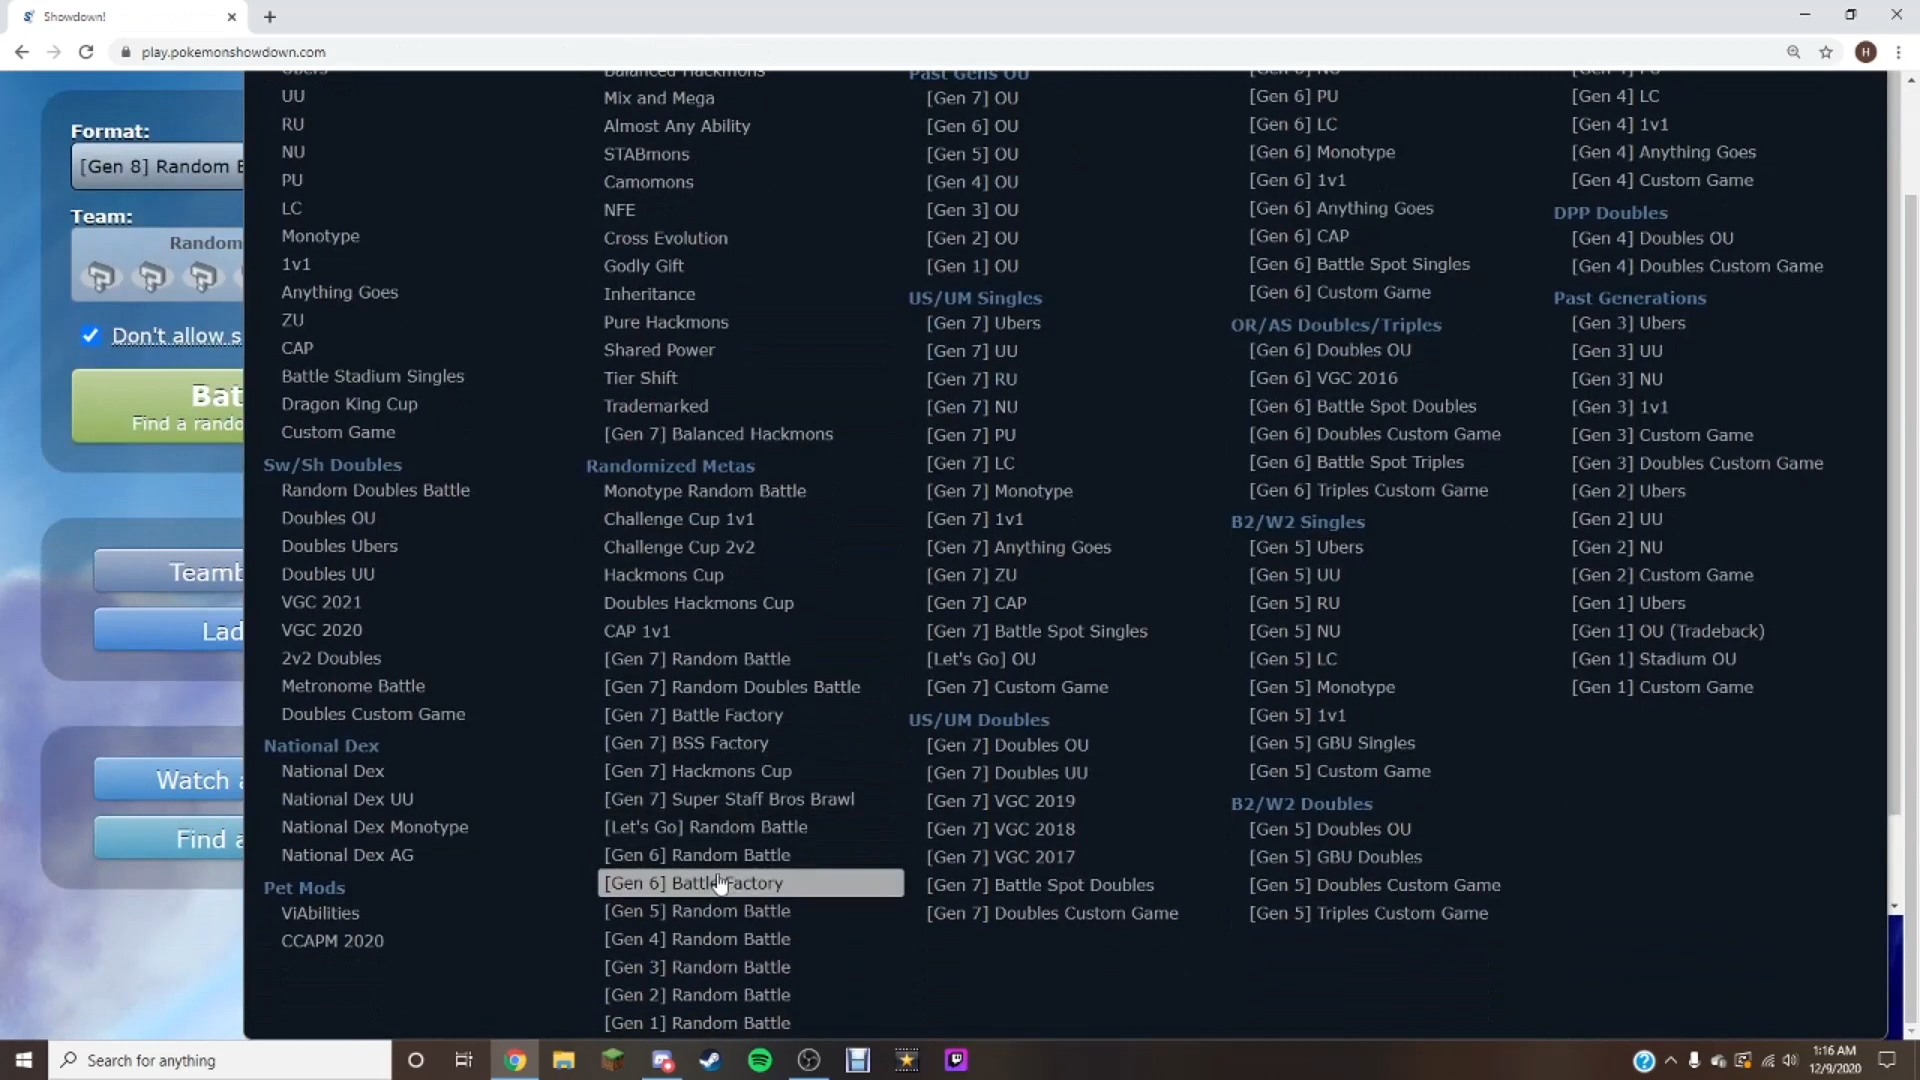 Showdown!
play.pokemonshowdown.com
H
Format:
[Gen 8] Random B
Team:
Random
Don't allow s
Bat
Find a rando
Teamb
Lad
Watch a
Find a
Ubers
UU
RU
NU
PU
LC
Monotype
1v1
Anything Goes
ZU
CAP
Battle Stadium Singles
Dragon King Cup
Custom Game
Sw/Sh Doubles
Random Doubles Battle
Doubles OU
Doubles Ubers
Doubles UU
VGC 2021
VGC 2020
2v2 Doubles
Metronome Battle
Doubles Custom Game
National Dex
National Dex
National Dex UU
National Dex Monotype
National Dex AG
Pet Mods
ViAbilities
CCAPM 2020
Balanced Hackmons
Mix and Mega
Almost Any Ability
STABmons
Camomons
NFE
Cross Evolution
Godly Gift
Inheritance
Pure Hackmons
Shared Power
Tier Shift
Trademarked
[Gen 7] Balanced Hackmons
Randomized Metas
Monotype Random Battle
Challenge Cup 1v1
Challenge Cup 2v2
Hackmons Cup
Doubles Hackmons Cup
CAP 1v1
[Gen 7] Random Battle
[Gen 7] Random Doubles Battle
[Gen 7] Battle Factory
[Gen 7] BSS Factory
[Gen 7] Hackmons Cup
[Gen 7] Super Staff Bros Brawl
[Let's Go] Random Battle
[Gen 6] Random Battle
[Gen 6] Battle Factory
[Gen 5] Random Battle
[Gen 4] Random Battle
[Gen 3] Random Battle
[Gen 2] Random Battle
[Gen 1] Random Battle
Past Gens OU
[Gen 7] OU
[Gen 6] OU
[Gen 5] OU
[Gen 4] OU
[Gen 3] OU
[Gen 2] OU
[Gen 1] OU
US/UM Singles
[Gen 7] Ubers
[Gen 7] UU
[Gen 7] RU
[Gen 7] NU
[Gen 7] PU
[Gen 7] LC
[Gen 7] Monotype
[Gen 7] 1v1
[Gen 7] Anything Goes
[Gen 7] ZU
[Gen 7] CAP
[Gen 7] Battle Spot Singles
[Let's Go] OU
[Gen 7] Custom Game
US/UM Doubles
[Gen 7] Doubles OU
[Gen 7] Doubles UU
[Gen 7] VGC 2019
[Gen 7] VGC 2018
[Gen 7] VGC 2017
[Gen 7] Battle Spot Doubles
[Gen 7] Doubles Custom Game
[Gen 6] NU
[Gen 6] PU
[Gen 6] LC
[Gen 6] Monotype
[Gen 6] 1v1
[Gen 6] Anything Goes
[Gen 6] CAP
[Gen 6] Battle Spot Singles
[Gen 6] Custom Game
OR/AS Doubles/Triples
[Gen 6] Doubles OU
[Gen 6] VGC 2016
[Gen 6] Battle Spot Doubles
[Gen 6] Doubles Custom Game
[Gen 6] Battle Spot Triples
[Gen 6] Triples Custom Game
B2/W2 Singles
[Gen 5] Ubers
[Gen 5] UU
[Gen 5] RU
[Gen 5] NU
[Gen 5] LC
[Gen 5] Monotype
[Gen 5] 1v1
[Gen 5] GBU Singles
[Gen 5] Custom Game
B2/W2 Doubles
[Gen 5] Doubles OU
[Gen 5] GBU Doubles
[Gen 5] Doubles Custom Game
[Gen 5] Triples Custom Game
[Gen 4] PU
[Gen 4] LC
[Gen 4] 1v1
[Gen 4] Anything Goes
[Gen 4] Custom Game
DPP Doubles
[Gen 4] Doubles OU
[Gen 4] Doubles Custom Game
Past Generations
[Gen 3] Ubers
[Gen 3] UU
[Gen 3] NU
[Gen 3] 1v1
[Gen 3] Custom Game
[Gen 3] Doubles Custom Game
[Gen 2] Ubers
[Gen 2] UU
[Gen 2] NU
[Gen 2] Custom Game
[Gen 1] Ubers
[Gen 1] OU (Tradeback)
[Gen 1] Stadium OU
[Gen 1] Custom Game
Search for anything
1:16 AM
12/9/2020